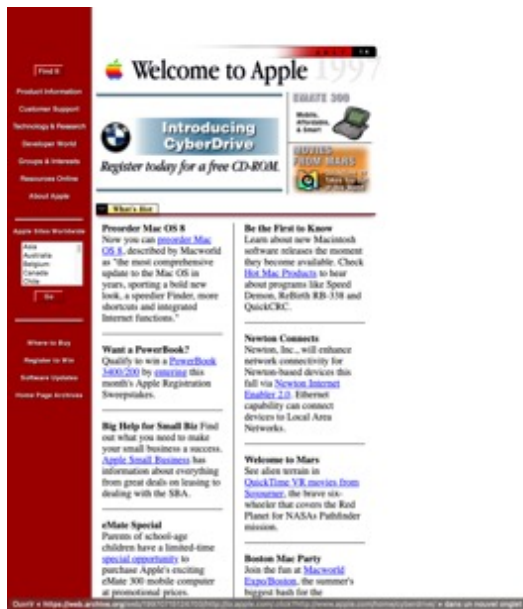 Find It
Product Information
Customer Support
Technology & Research
Developer World
Groups & Interests
Resources Online
About Apple
Apple Sites Worldwide
Asia
Australia
Belgium
Canada
Chile
Go
Where to Buy
Register to Win
Software Updates
Home Page Archives
1997
Welcome to Apple
Introducing
CyberDrive
Register today for a free CD-ROM.
EMATE 300
Mobile,
Affordable,
& Smart
MOVIES
FROM MARS
What's Hot
Preorder Mac OS 8
Now you can preorder Mac
OS 8, described by Macworld
as "the most comprehensive
update to the Mac OS in
years, sporting a bold new
look, a speedier Finder, more
shortcuts and integrated
Internet functions."
Want a PowerBook?
Qualify to win a PowerBook
3400/200 by entering this
month's Apple Registration
Sweepstakes.
Big Help for Small Biz Find
out what you need to make
your small business a success.
Apple Small Business has
information about everything
from great deals on leasing to
dealing with the SBA.
eMate Special
Parents of school-age
children have a limited-time
special opportunity to
purchase Apple's exciting
eMate 300 mobile computer
at promotional prices.
Be the First to Know
Learn about new Macintosh
software releases the moment
they become available. Check
Hot Mac Products to hear
about programs like Speed
Demon, ReBirth RB-338 and
QuickCRC.
Newton Connects
Newton, Inc., will enhance
network connectivity for
Newton-based devices this
fall via Newton Internet
Enabler 2.0. Ethernet
capability can connect
devices to Local Area
Networks.
Welcome to Mars
See alien terrain in
QuickTime VR movies from
Sojourner, the brave six-
wheeler that covers the Red
Planet for NASAs Pathfinder
mission.
Boston Mac Party
Join the fun at Macworld
Expo/Boston, the summer's
biggest bash for the